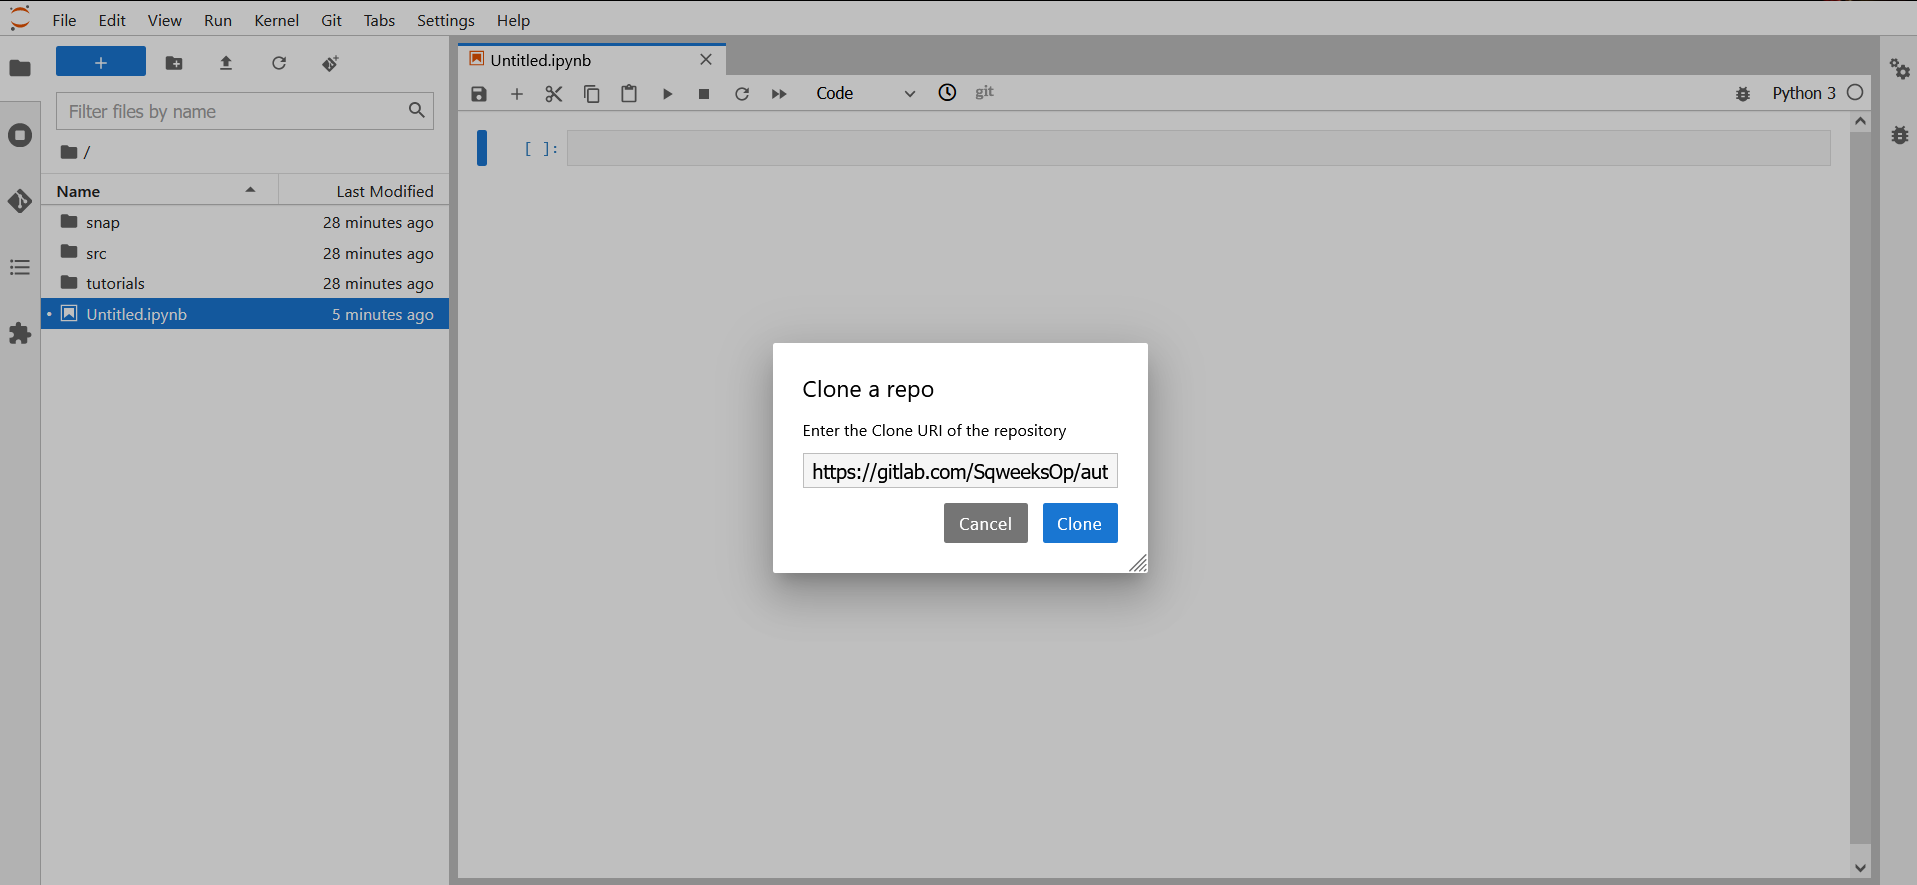 File Edit View Run Kernel Git Tabs Settings Help
+
Filter files by name
/
Name Last Modified
snap 28 minutes ago
src 28 minutes ago
tutorials 28 minutes ago
• Untitled.ipynb 5 minutes ago
Untitled.ipynb
Code git Python 3
[ ]:
Clone a repo
Enter the Clone URI of the repository
https://gitlab.com/SqweeksOp/aut
Cancel Clone